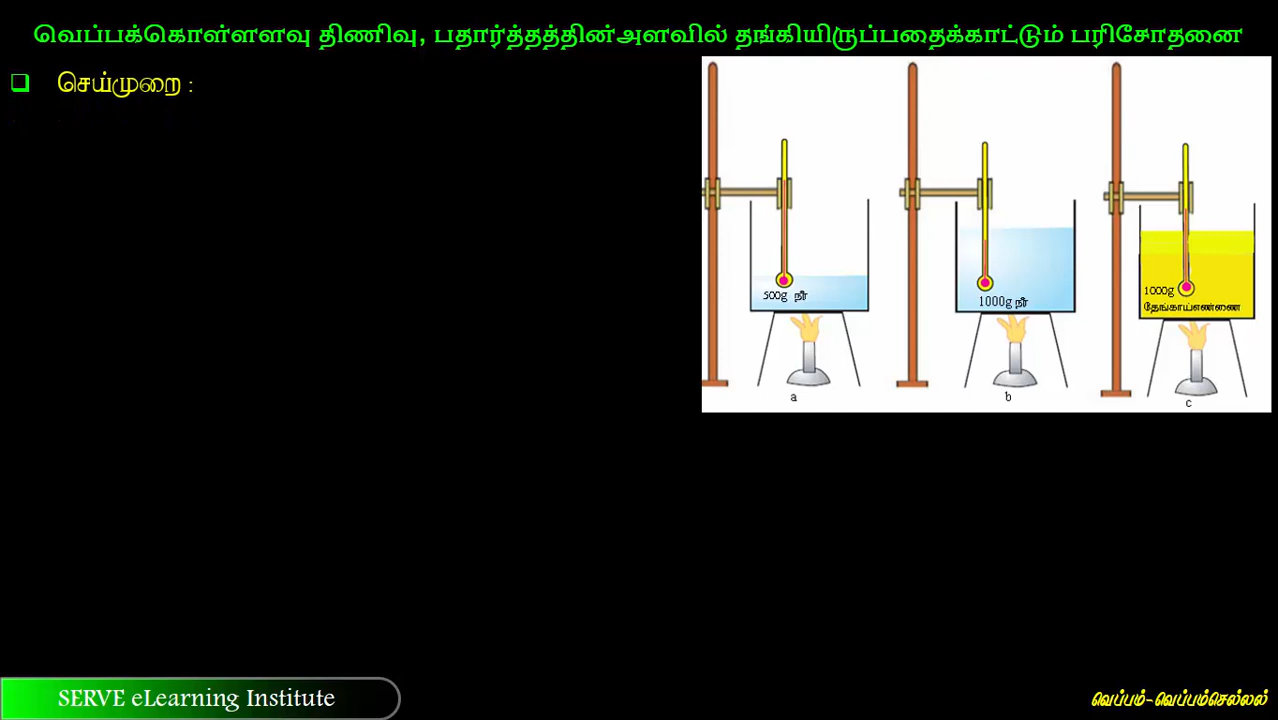 வெப்பக்கொள்ளளவு திணிவு, பதார்த்தத்தின்அளவில் தங்கியிருப்பதைக்காட்டும் பரிசோதனை
செய்முறை :
500g நீர்
1000g நீர்
1000g
தேங்காய்எண்ணை
a
b
c
SERVE eLearning Institute
வெப்பம்-வெப்பம்செல்லல்